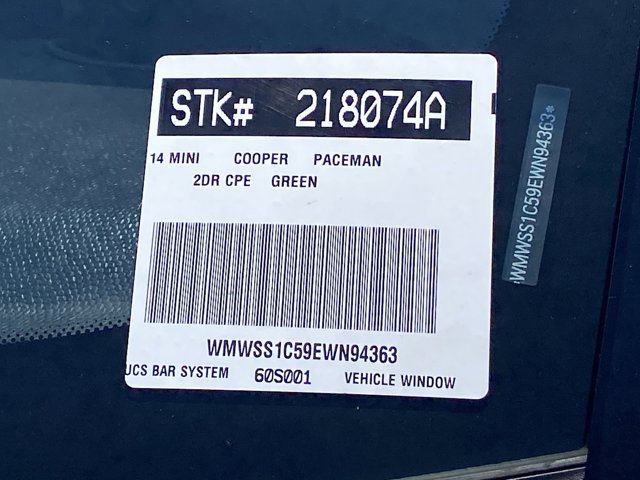 STK# 218074A
14 MINI COOPER PACEMAN
2DR CPE GREEN
WMWSS1C59EWN94363
UCS BAR SYSTEM 60S001 VEHICLE WINDOW
*WMWSS1C59EWN94363*